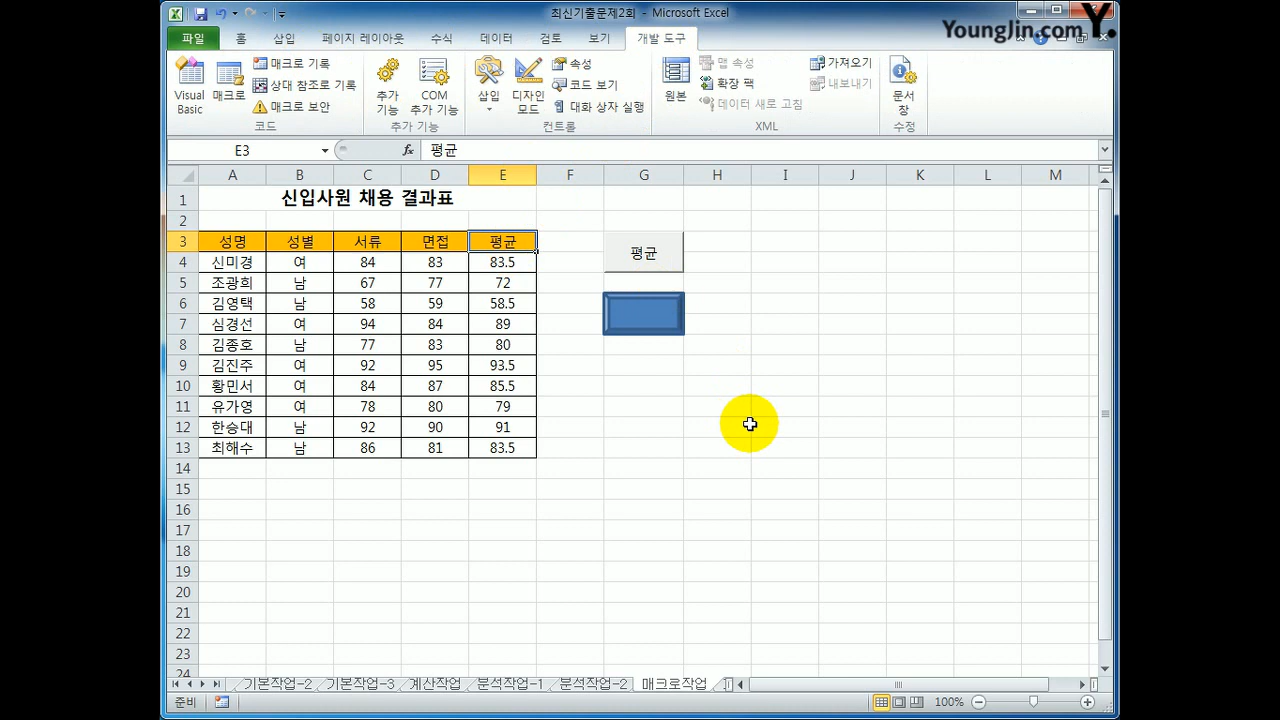 최신기출문제2회 - Microsoft Excel
YoungJin.com Y.
파일 홈 삽입 페이지 레이아웃 수식 데이터 검토 보기 개발 도구
Visual Basic
매크로
매크로 기록
상대 참조로 기록
매크로 보안
코드
추가 기능
COM 추가 기능
추가 기능
삽입
디자인 모드
속성
코드 보기
대화 상자 실행
컨트롤
원본
맵 속성
확장 팩
데이터 새로 고침
가져오기
내보내기
XML
문서 창
수정
E3 fx 평균
A B C D E F G H I J K L M
1 신입사원 채용 결과표
2
3 성명 성별 서류 면접 평균 평균
4 신미경 여 84 83 83.5
5 조광희 남 67 77 72
6 김영택 남 58 59 58.5
7 심경선 여 94 84 89
8 김종호 남 77 83 80
9 김진주 여 92 95 93.5
10 황민서 여 84 87 85.5
11 유가영 여 78 80 79
12 한승대 남 92 90 91
13 최해수 남 86 81 83.5
14
15
16
17
18
19
20
21
22
23
24
기본작업-2 기본작업-3 계산작업 분석작업-1 분석작업-2 매크로작업
준비 100%